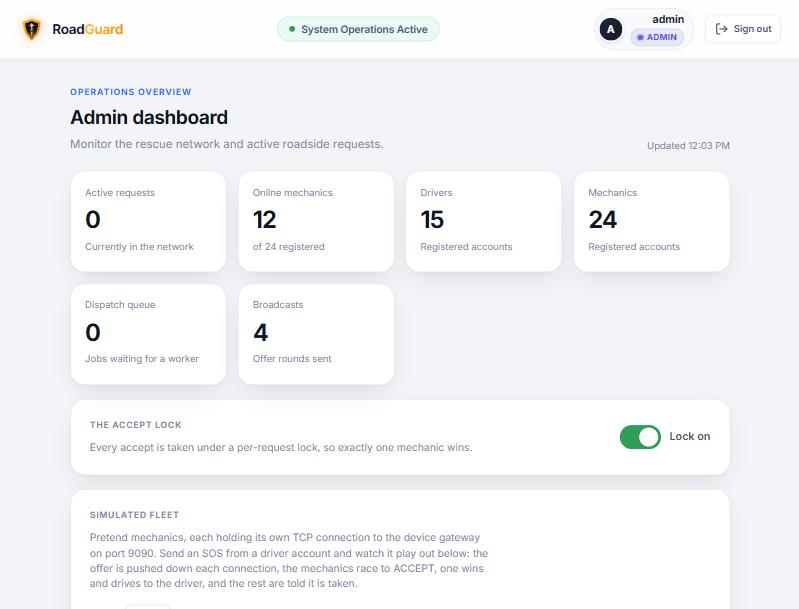 RoadGuard
System Operations Active
A
admin
ADMIN
Sign out
OPERATIONS OVERVIEW
Admin dashboard
Monitor the rescue network and active roadside requests.
Updated 12:03 PM
Active requests
0
Currently in the network
Online mechanics
12
of 24 registered
Drivers
15
Registered accounts
Mechanics
24
Registered accounts
Dispatch queue
0
Jobs waiting for a worker
Broadcasts
4
Offer rounds sent
THE ACCEPT LOCK
Every accept is taken under a per-request lock, so exactly one mechanic wins.
Lock on
SIMULATED FLEET
Pretend mechanics, each holding its own TCP connection to the device gateway
on port 9090. Send an SOS from a driver account and watch it play out below: the
offer is pushed down each connection, the mechanics race to ACCEPT, one wins
and drives to the driver, and the rest are told it is taken.